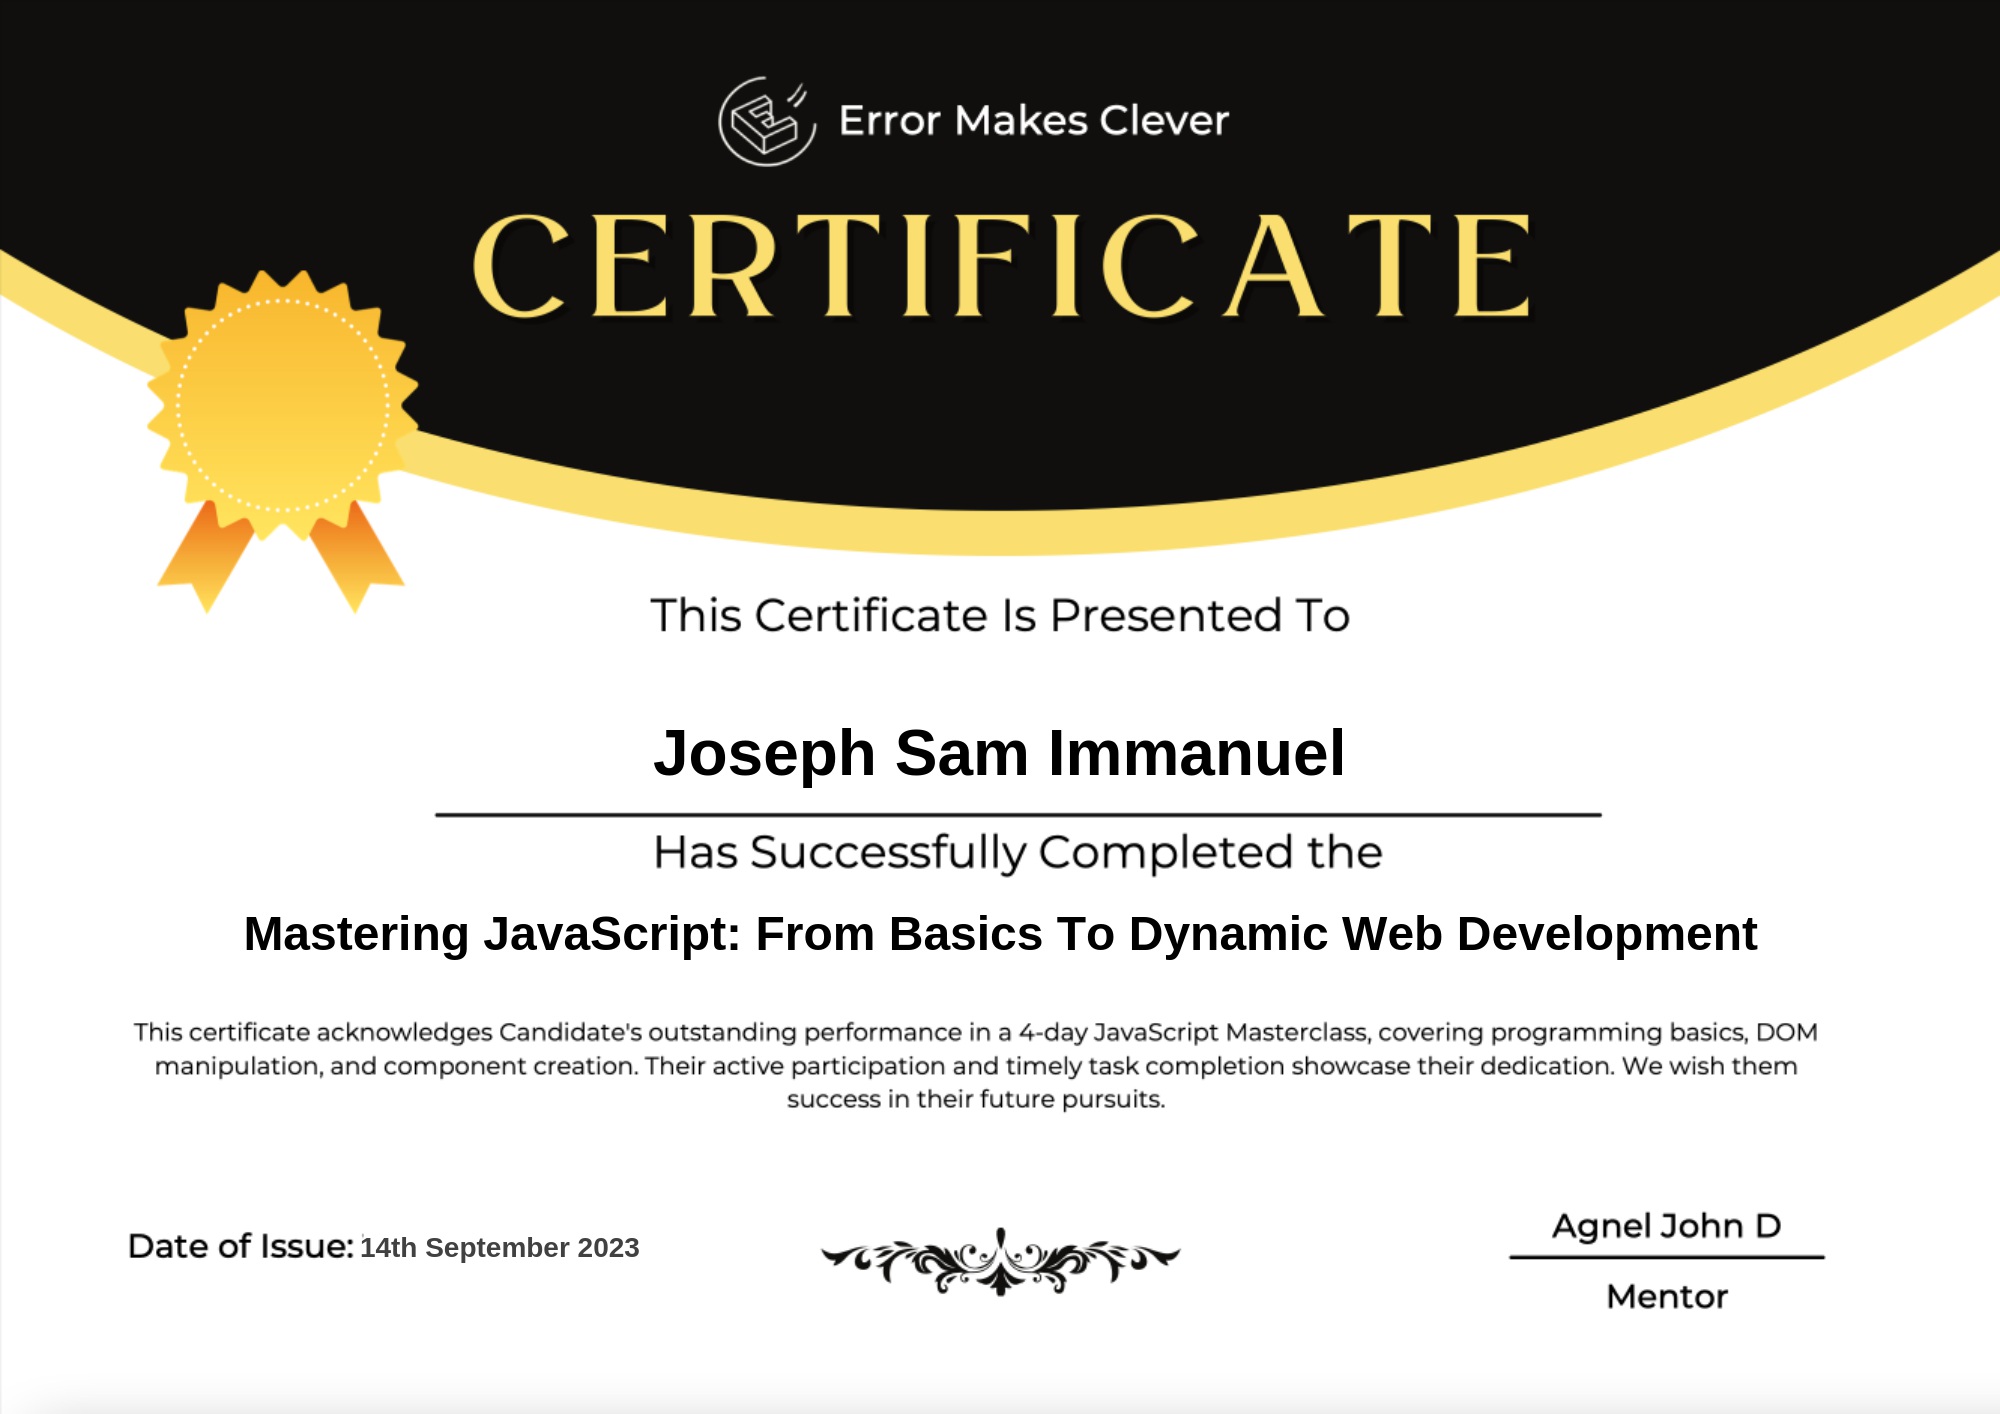 Error Makes Clever
CERTIFICATE
This Certificate Is Presented To
Joseph Sam Immanuel
Has Successfully Completed the
Mastering JavaScript: From Basics To Dynamic Web Development
This certificate acknowledges Candidate's outstanding performance in a 4-day JavaScript Masterclass, covering programming basics, DOM
manipulation, and component creation. Their active participation and timely task completion showcase their dedication. We wish them
success in their future pursuits.
Date of Issue: 14th September 2023
Agnel John D
Mentor